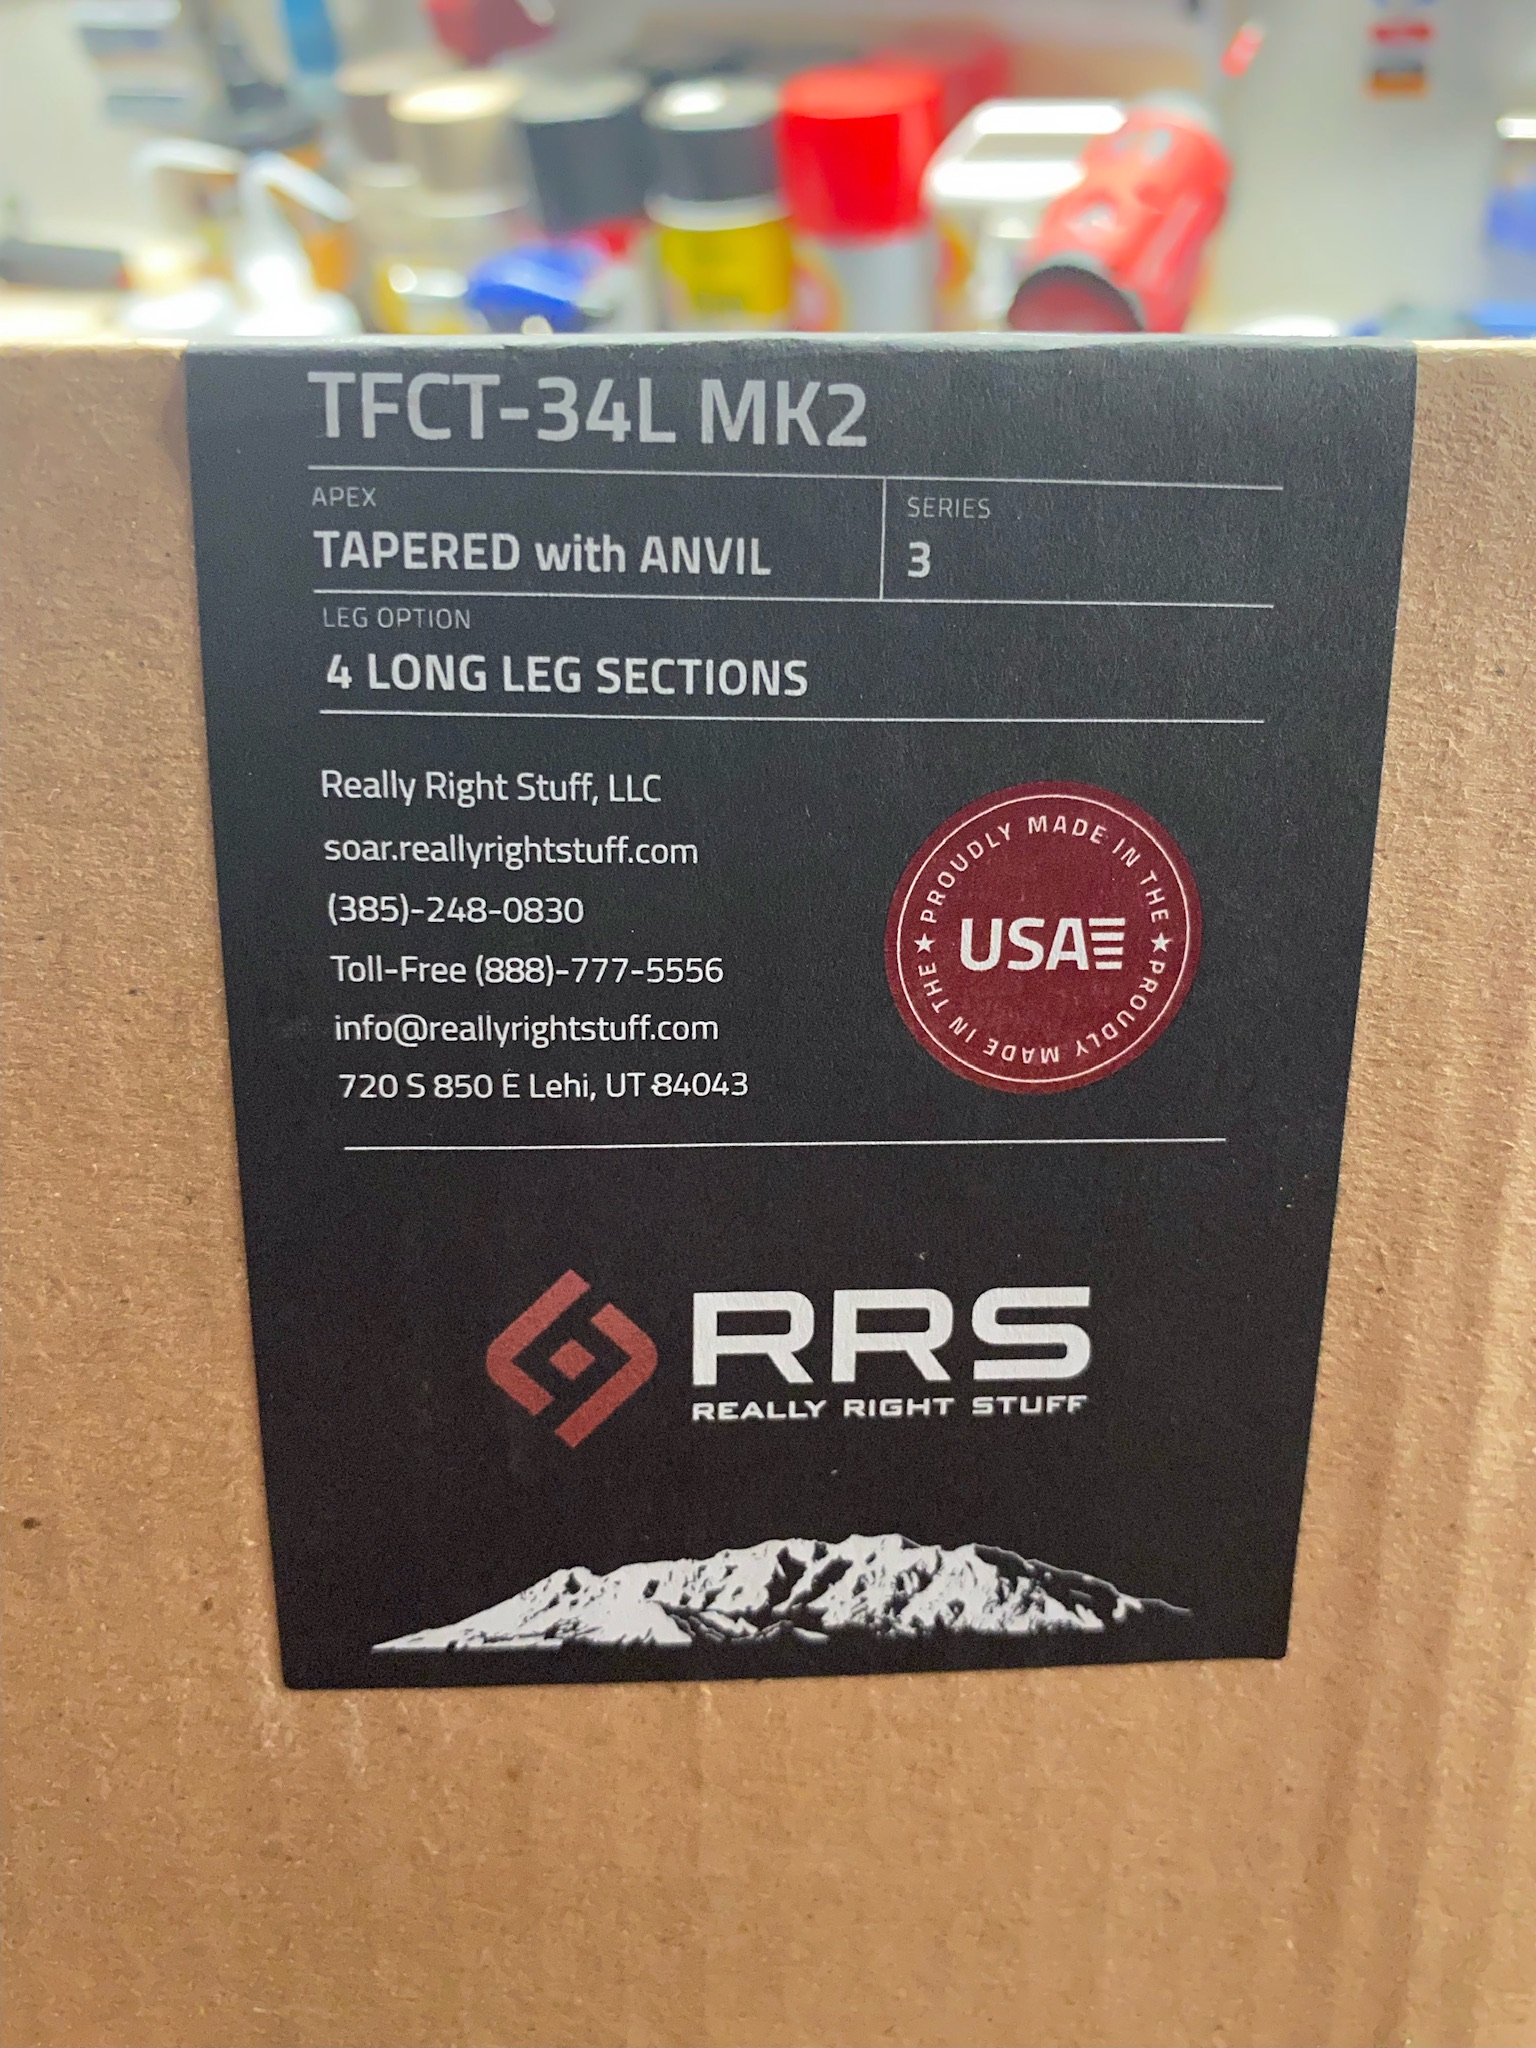 TFCT-34L MK2
APEX
TAPERED with ANVIL
SERIES
3
LEG OPTION
4 LONG LEG SECTIONS
Really Right Stuff, LLC
soar.reallyrightstuff.com
(385)-248-0830
Toll-Free (888)-777-5556
info@reallyrightstuff.com
720 S 850 E Lehi, UT 84043
★ PROUDLY MADE IN THE ★ PROUDLY MADE IN THE
USA
RRS
REALLY RIGHT STUFF